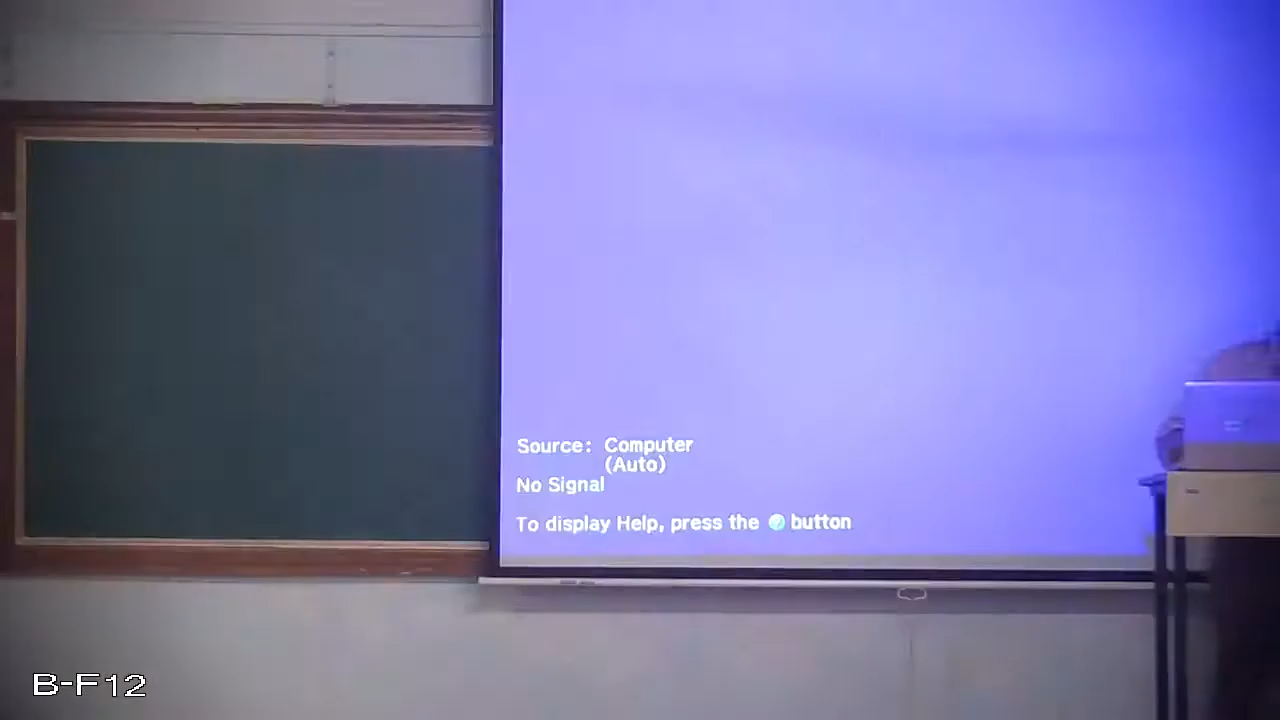 Source: Computer
(Auto)
No Signal
To display Help, press the ? button
B-F12